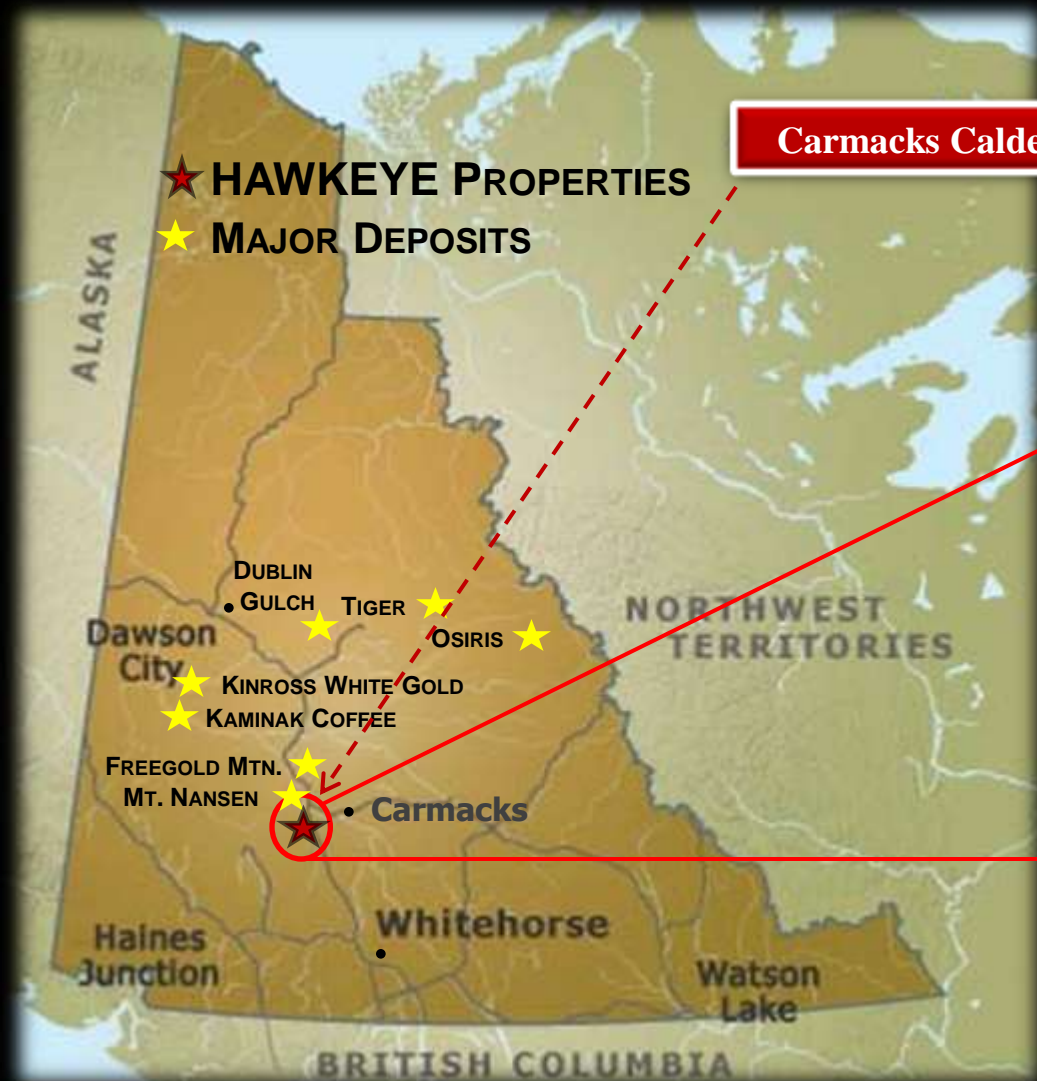 Carmacks Calde
HAWKEYE PROPERTIES
MAJOR DEPOSITS
ALASKA
DUBLIN
GULCH
TIGER
OSIRIS
NORTHWEST
TERRITORIES
Dawson
City
KINROSS WHITE GOLD
KAMINAK COFFEE
FREEGOLD MTN.
MT. NANSEN
Carmacks
Whitehorse
Haines
Junction
Watson
Lake
BRITISH COLUMBIA